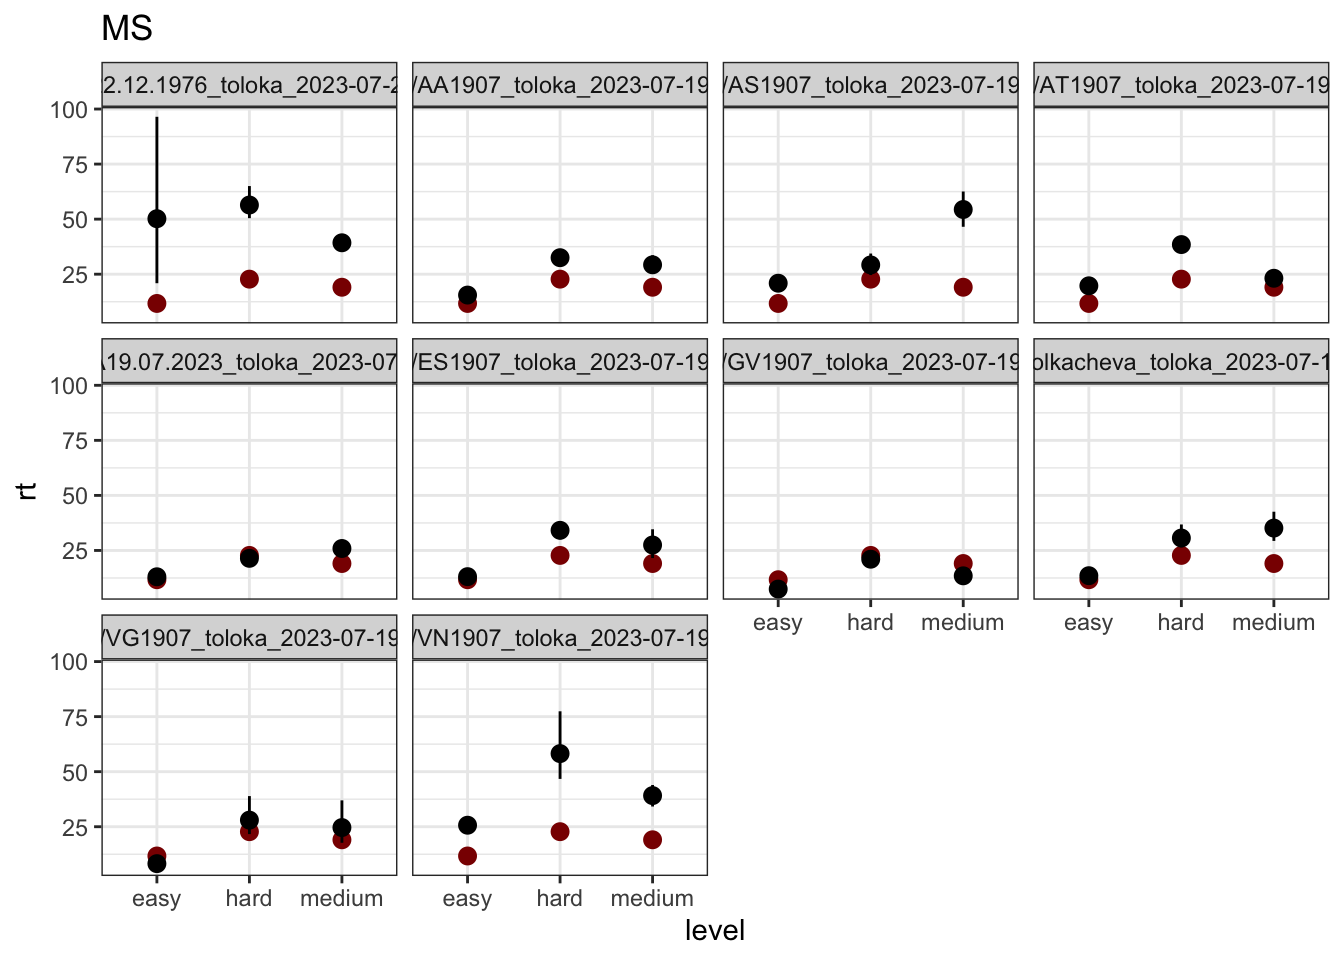 MS
2.12.1976_toloka_2023-07-2
/AA1907_toloka_2023-07-19
/AS1907_toloka_2023-07-19
/AT1907_toloka_2023-07-19
100
75
50
25
19.07.2023_toloka_2023-07
/ES1907_toloka_2023-07-19
/GV1907_toloka_2023-07-19
olkacheva_toloka_2023-07-1
100
75
50
25
easy hard medium
easy hard medium
/VG1907_toloka_2023-07-19
/VN1907_toloka_2023-07-19
100
75
50
25
easy hard medium
easy hard medium
level
rt